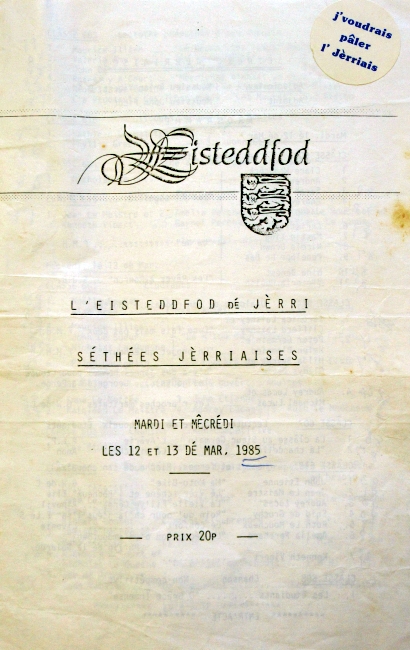 j'voudrais
pâler
l' Jèrriais
Eisteddfod
L'EISTEDDFOD DÉ JÈRRI
SÉTHÉES JÈRRIAISES
MARDI ET MÊCRÉDI
LES 12 ET 13 DÉ MAR, 1985
PRIX 20P